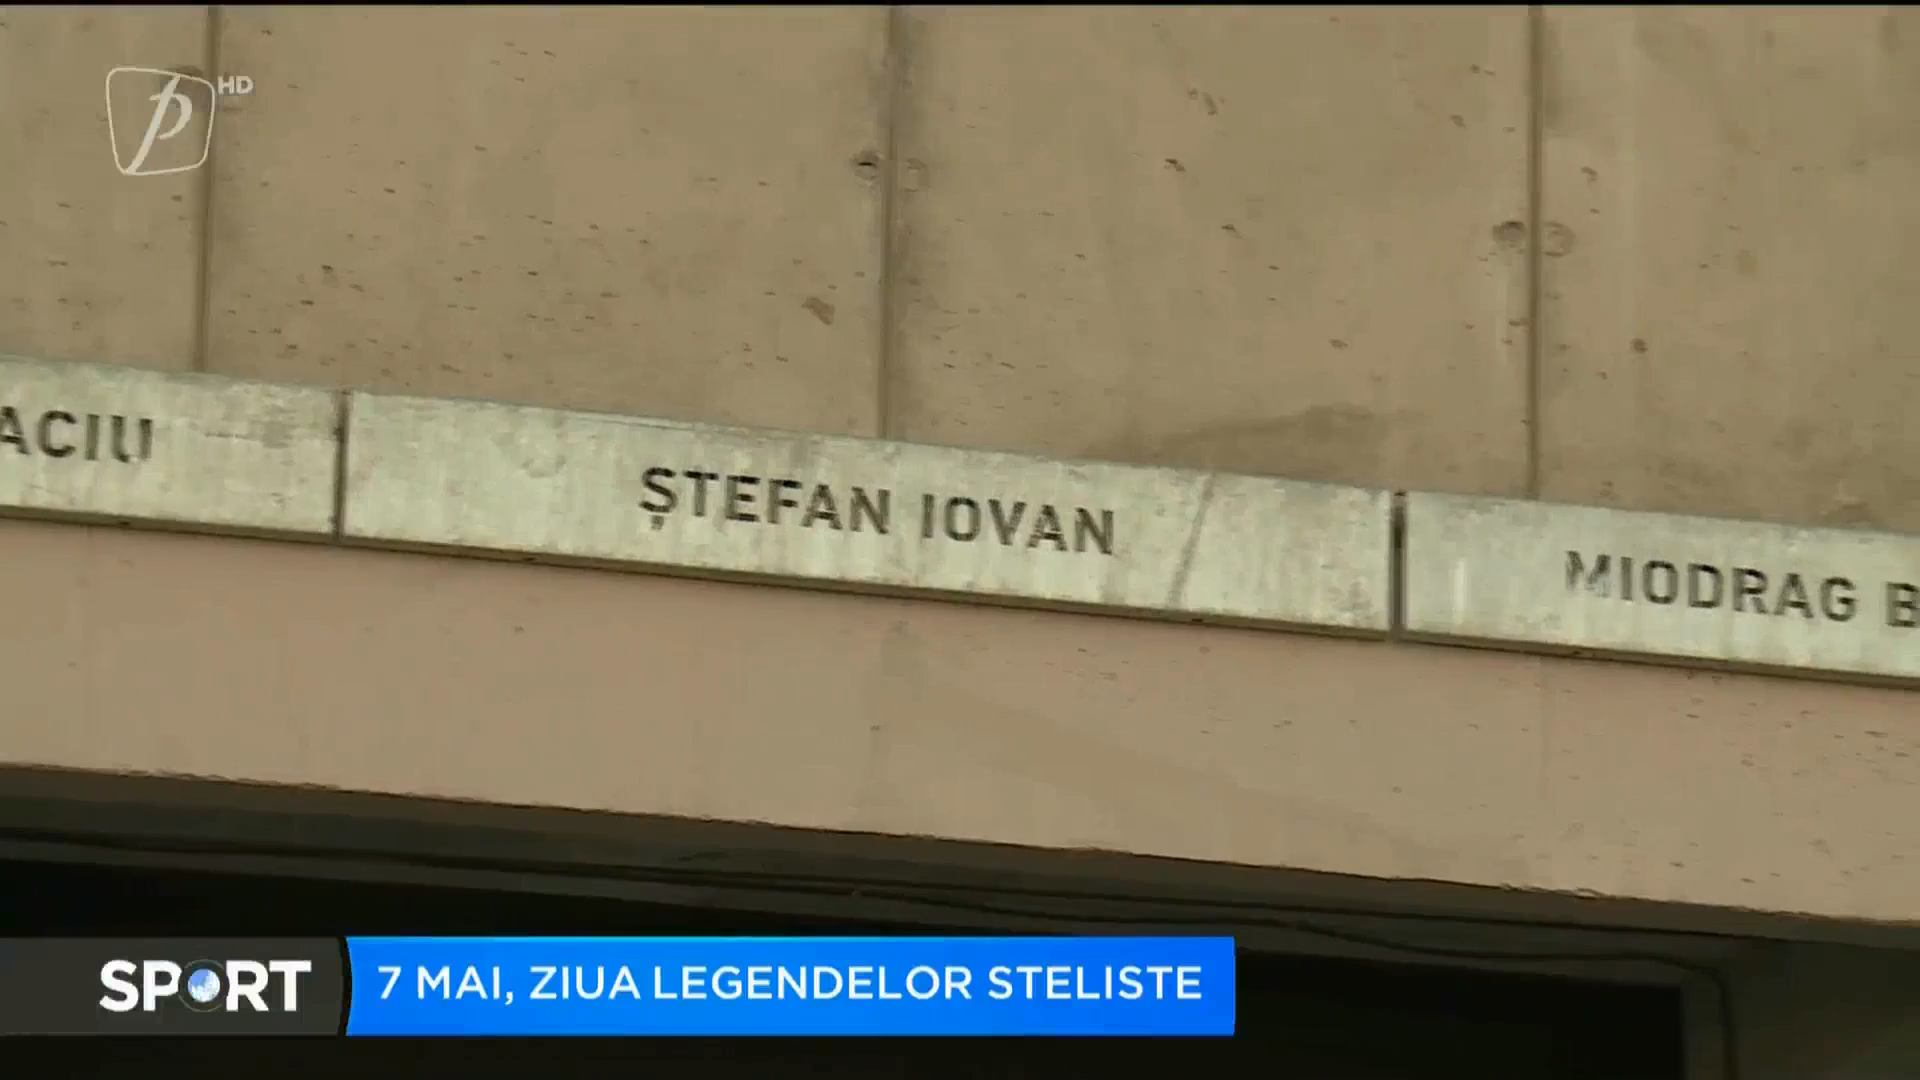 HD
ACIU
ȘTEFAN IOVAN
MIODRAG B
SPORT
7 MAI, ZIUA LEGENDELOR STELISTE